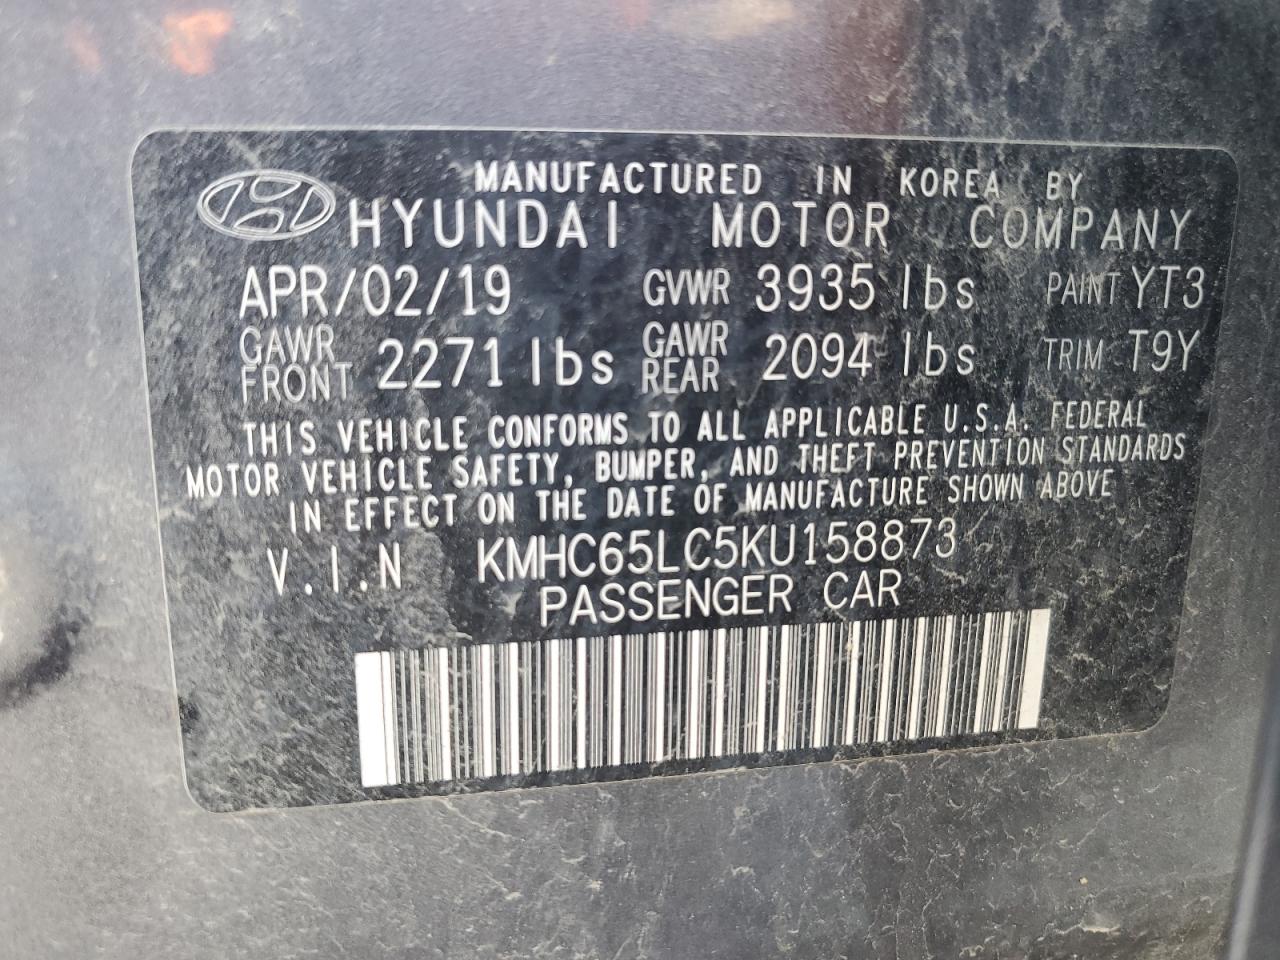 MANUFACTURED IN KOREA BY
HYUNDAI MOTOR COMPANY
APR/02/19 GVWR 3935 lbs PAINT YT3
GAWR FRONT 2271 lbs GAWR REAR 2094 lbs TRIM T9Y
THIS VEHICLE CONFORMS TO ALL APPLICABLE U.S.A. FEDERAL
MOTOR VEHICLE SAFETY, BUMPER, AND THEFT PREVENTION STANDARDS
IN EFFECT ON THE DATE OF MANUFACTURE SHOWN ABOVE
V.I.N KMHC65LC5KU158873
PASSENGER CAR